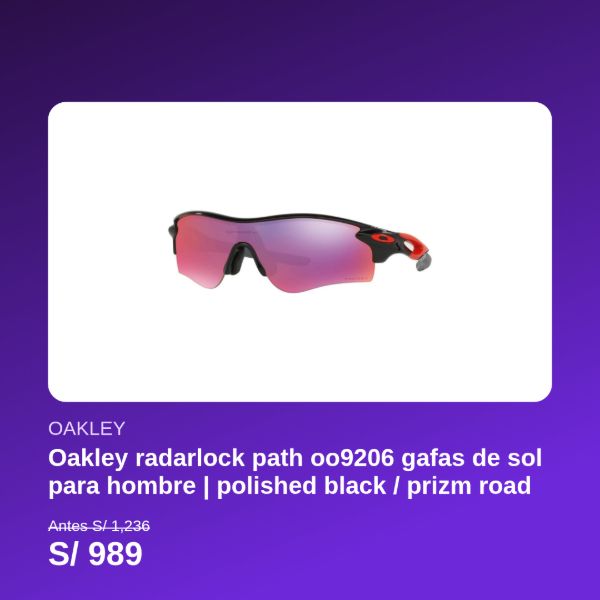 OAKLEY
Oakley radarlock path oo9206 gafas de sol
para hombre | polished black / prizm road
Antes S/ 1,236
S/ 989